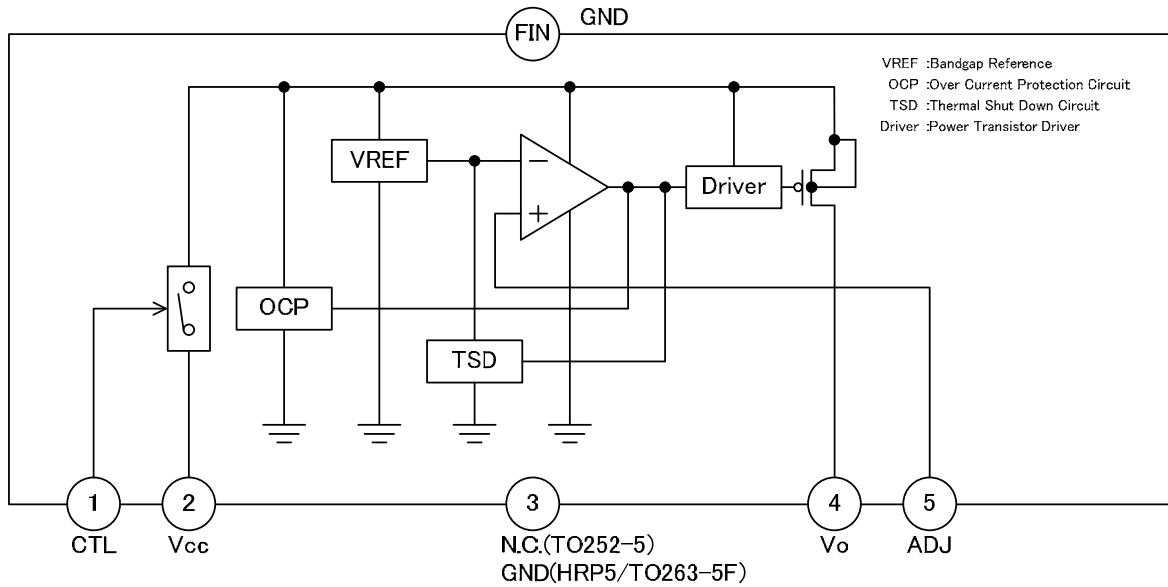 FIN GND
VREF :Bandgap Reference
OCP :Over Current Protection Circuit
TSD :Thermal Shut Down Circuit
Driver :Power Transistor Driver
VREF
−
+
Driver
OCP
TSD
1
2
3
4
5
CTL
Vcc
N.C.(TO252-5)
GND(HRP5/TO263-5F)
Vo
ADJ